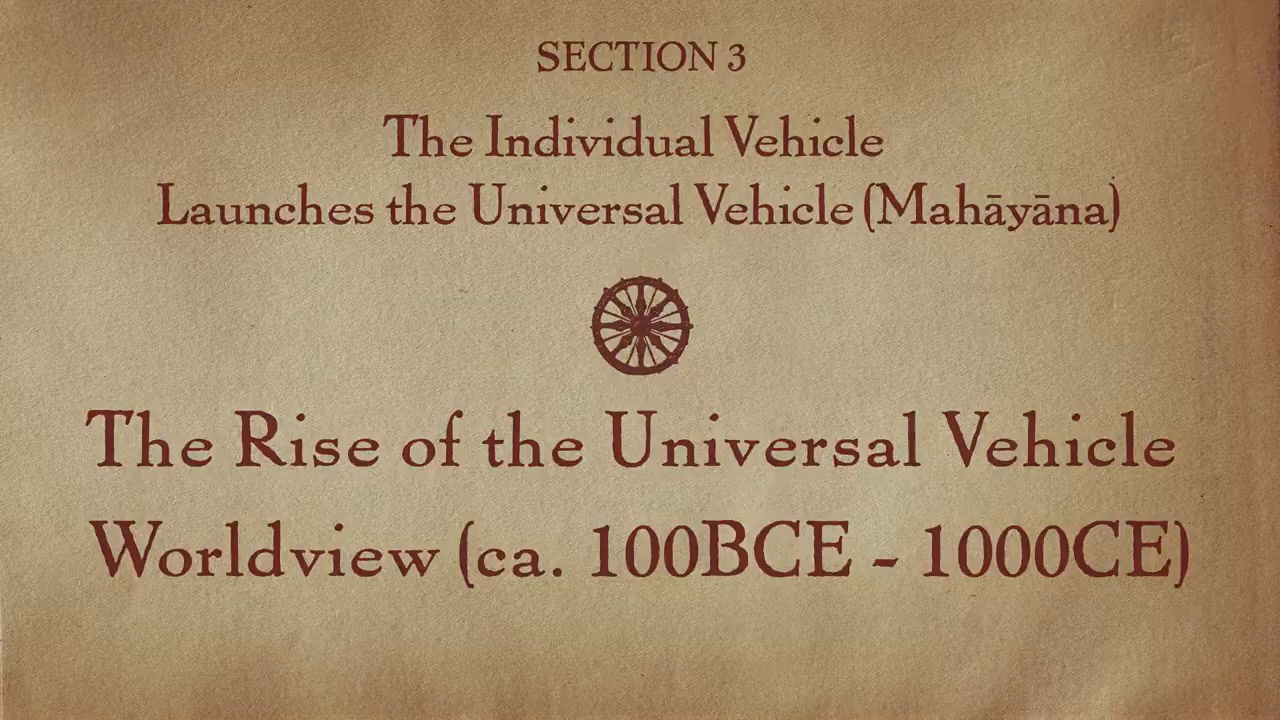 SECTION 3
The Individual Vehicle
Launches the Universal Vehicle (Mahāyāna)
The Rise of the Universal Vehicle
Worldview (ca. 100BCE - 1000CE)